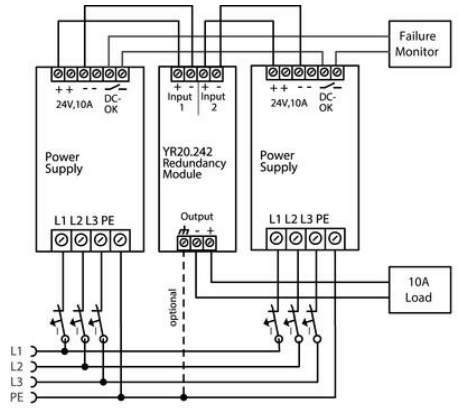 Failure
Monitor
+ + - -
24V,10A
DC-
OK
+ - + -
Input
1
Input
2
+ + - -
24V,10A
DC-
OK
Power
Supply
YR20.242
Redundancy
Module
Power
Supply
L1 L2 L3 PE
Output
- +
L1 L2 L3 PE
optional
10A
Load
L1
L2
L3
PE